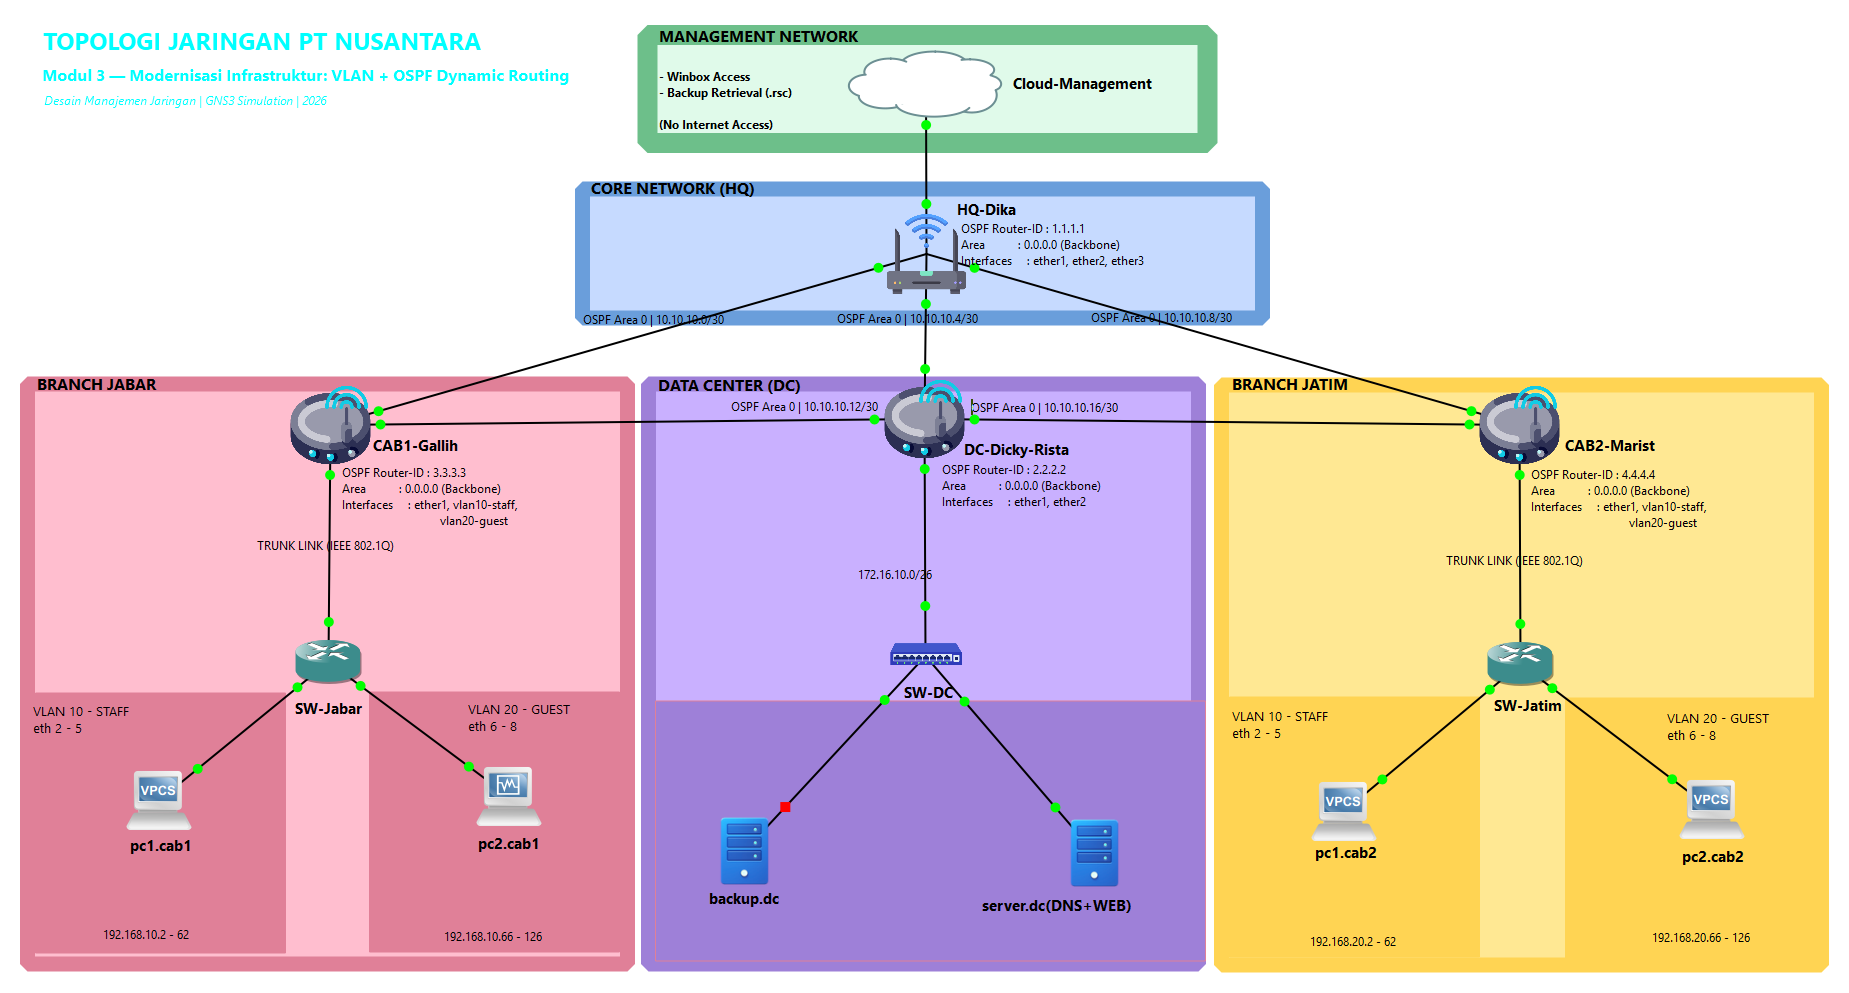 TOPOLOGI JARINGAN PT NUSANTARA
Modul 3 — Modernisasi Infrastruktur: VLAN + OSPF Dynamic Routing
Desain Manajemen Jaringan | GNS3 Simulation | 2026
MANAGEMENT NETWORK
- Winbox Access
- Backup Retrieval (.rsc)
(No Internet Access)
Cloud-Management
CORE NETWORK (HQ)
HQ-Dika
OSPF Router-ID : 1.1.1.1
Area : 0.0.0.0 (Backbone)
Interfaces : ether1, ether2, ether3
OSPF Area 0 | 10.10.10.0/30
OSPF Area 0 | 10.10.10.4/30
OSPF Area 0 | 10.10.10.8/30
BRANCH JABAR
CAB1-Gallih
OSPF Router-ID : 3.3.3.3
Area : 0.0.0.0 (Backbone)
Interfaces : ether1, vlan10-staff,
vlan20-guest
TRUNK LINK (IEEE 802.1Q)
SW-Jabar
VLAN 10 - STAFF
eth 2 - 5
VLAN 20 - GUEST
eth 6 - 8
VPCS
pc1.cab1
pc2.cab1
192.168.10.2 - 62
192.168.10.66 - 126
DATA CENTER (DC)
OSPF Area 0 | 10.10.10.12/30
OSPF Area 0 | 10.10.10.16/30
DC-Dicky-Rista
OSPF Router-ID : 2.2.2.2
Area : 0.0.0.0 (Backbone)
Interfaces : ether1, ether2
172.16.10.0/26
SW-DC
backup.dc
server.dc(DNS+WEB)
BRANCH JATIM
CAB2-Marist
OSPF Router-ID : 4.4.4.4
Area : 0.0.0.0 (Backbone)
Interfaces : ether1, vlan10-staff,
vlan20-guest
TRUNK LINK (IEEE 802.1Q)
SW-Jatim
VLAN 10 - STAFF
eth 2 - 5
VLAN 20 - GUEST
eth 6 - 8
VPCS
pc1.cab2
VPCS
pc2.cab2
192.168.20.2 - 62
192.168.20.66 - 126